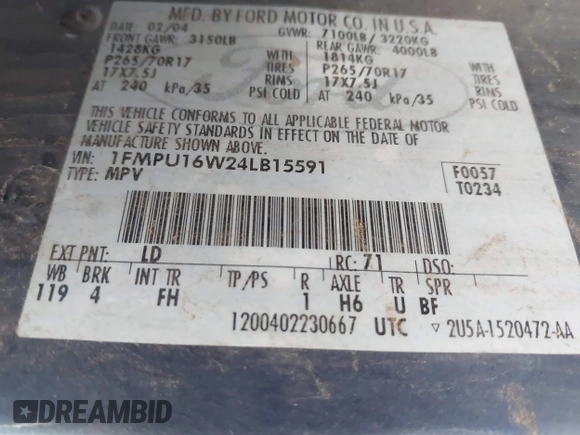 MFD. BY FORD MOTOR CO. IN U.S.A.
DATE: 02/04 GVWR: 7100LB / 3220KG
FRONT GAWR: 3150LB REAR GAWR: 4000LB
1428KG 1814KG
P265/70R17 TIRES P265/70R17 TIRES
17X7.5J RIMS 17X7.5J RIMS
AT 240 kPa/35 PSI COLD AT 240 kPa/35 PSI COLD
THIS VEHICLE CONFORMS TO ALL APPLICABLE FEDERAL MOTOR
VEHICLE SAFETY STANDARDS IN EFFECT ON THE DATE OF
MANUFACTURE SHOWN ABOVE.
VIN: 1FMPU16W24LB15591 F0057
TYPE: MPV T0234
EXT PNT: LD RC: 71 DSO:
WB BRK INT TR TP/PS R AXLE TR SPR
119 4 FH 1 H6 U BF
1200402230667 UTC ▽ 2U5A-1520472-AA
Ford
DREAMBID